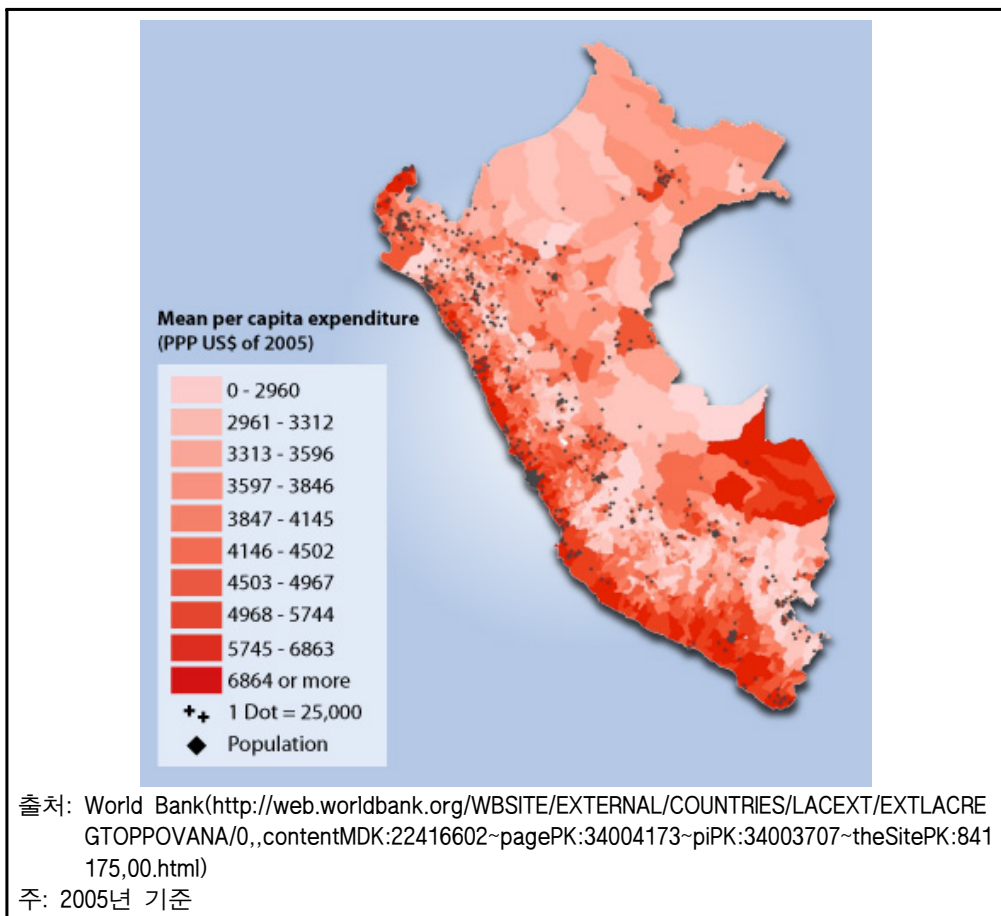 Mean per capita expenditure
(PPP US$ of 2005)
0 - 2960
2961 - 3312
3313 - 3596
3597 - 3846
3847 - 4145
4146 - 4502
4503 - 4967
4968 - 5744
5745 - 6863
6864 or more
1 Dot = 25,000
Population
출처: World Bank(http://web.worldbank.org/WBSITE/EXTERNAL/COUNTRIES/LACEXT/EXTLACRE
GTOPPOVANA/0,,contentMDK:22416602~pagePK:34004173~piPK:34003707~theSitePK:841
175,00.html)
주: 2005년 기준